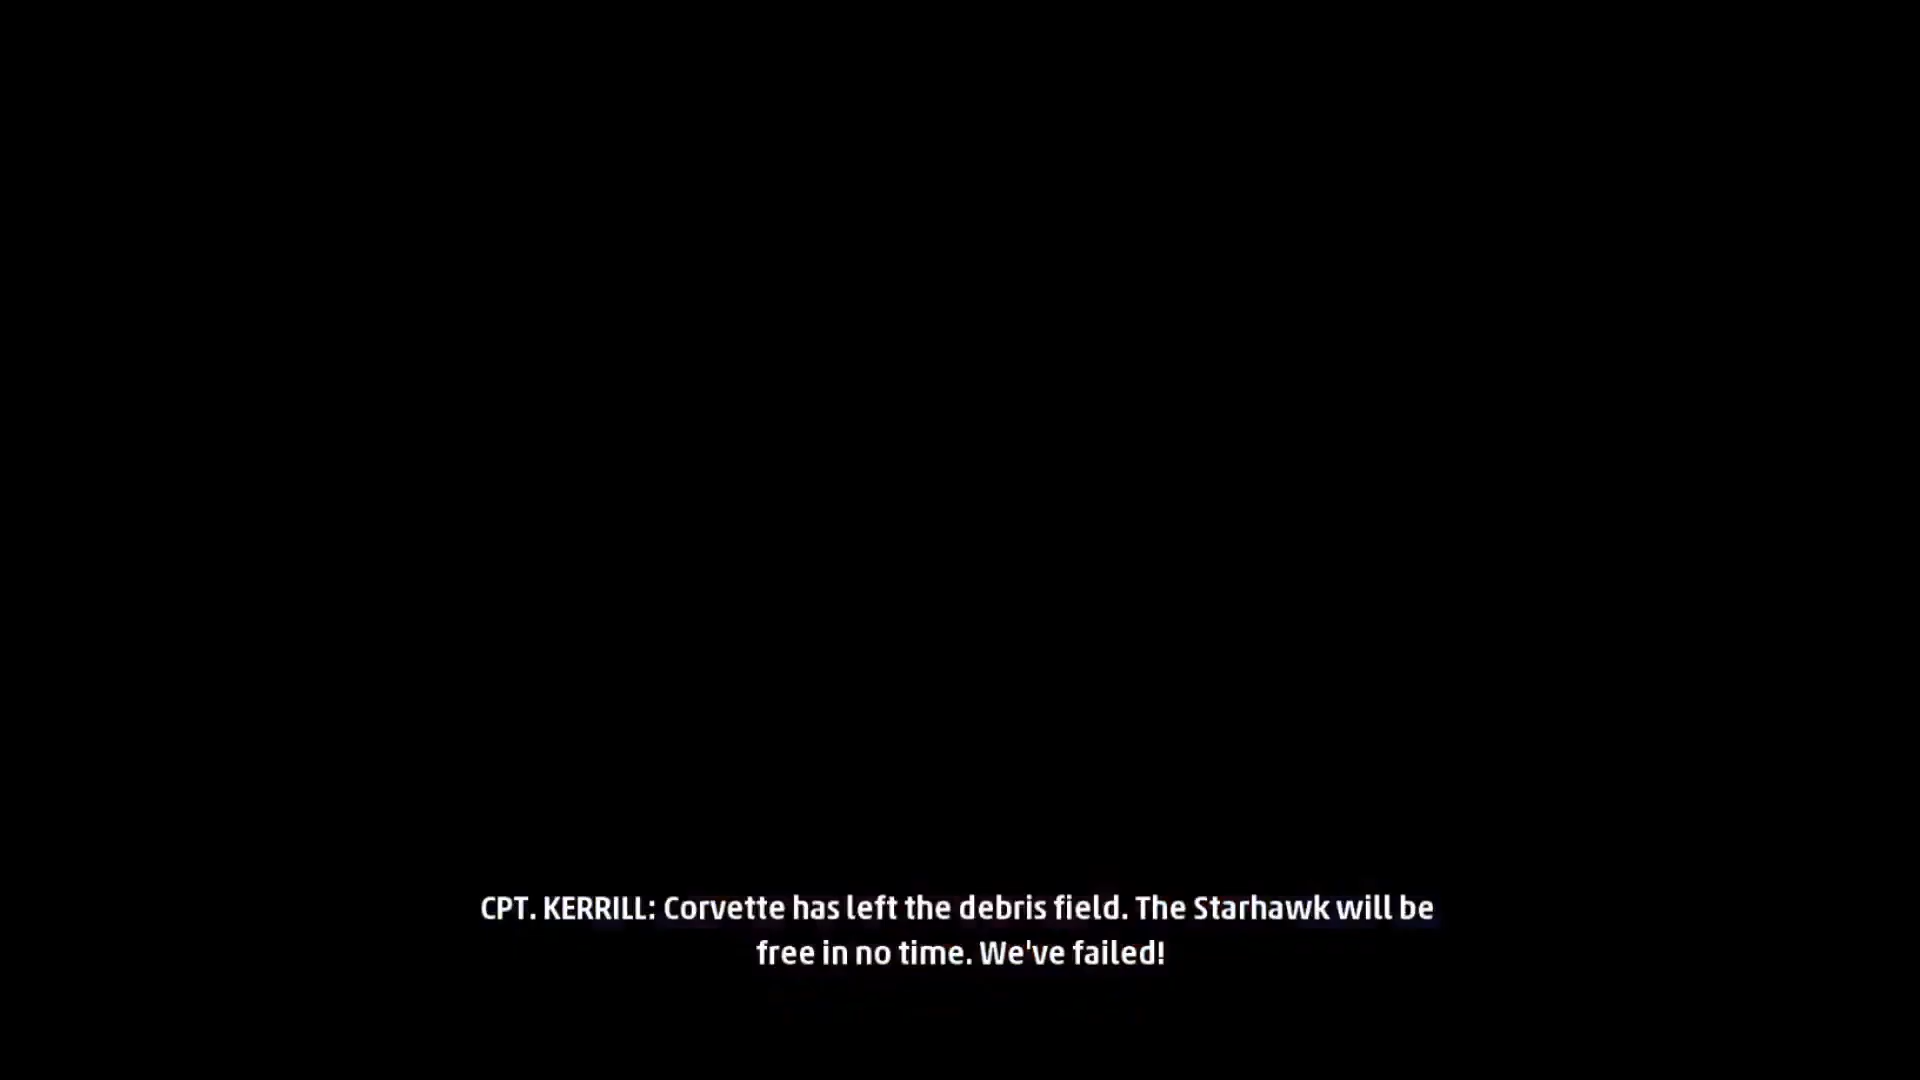 CPT. KERRILL: Corvette has left the debris field. The Starhawk will be
free in no time. We've failed!